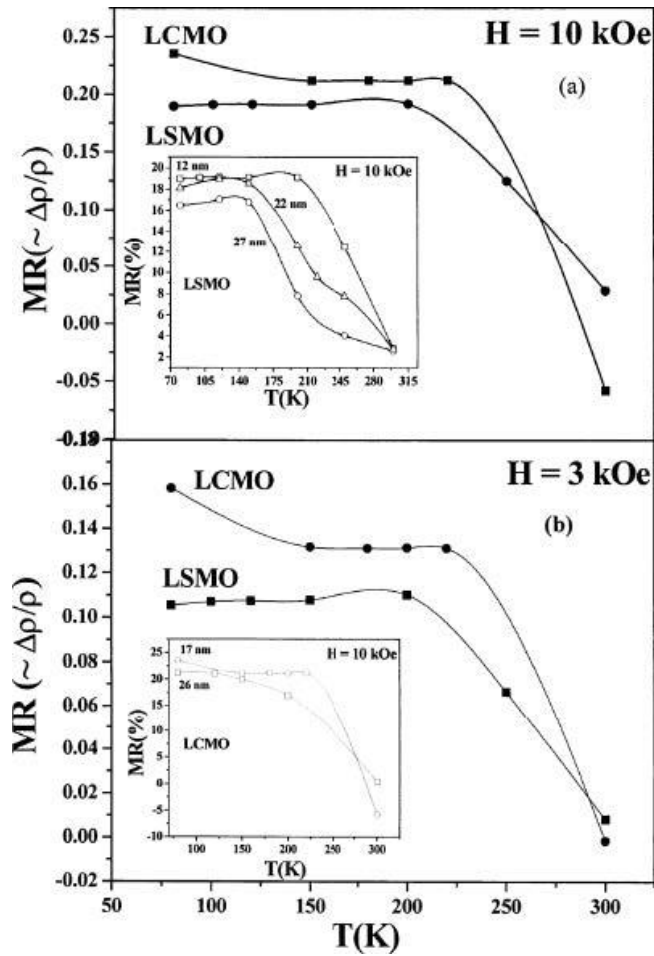 0.25
0.20
0.15
0.10
0.05
0.00
-0.05
-0.10
MR(~ Δρ/ρ)
LCMO
LSMO
H = 10 kOe
(a)
20
18
16
14
12
10
8
6
4
2
MR(%)
12 nm
22 nm
27 nm
H = 10 kOe
LSMO
70 105 140 175 210 245 280 315
T(K)
0.16
0.14
0.12
0.10
0.08
0.06
0.04
0.02
0.00
-0.02
MR (~ Δρ/ρ)
LCMO
LSMO
H = 3 kOe
(b)
25
20
15
10
5
0
-5
-10
MR(%)
17 nm
26 nm
H = 10 kOe
LCMO
100 150 200 250 300
T(K)
50 100 150 200 250 300
T(K)